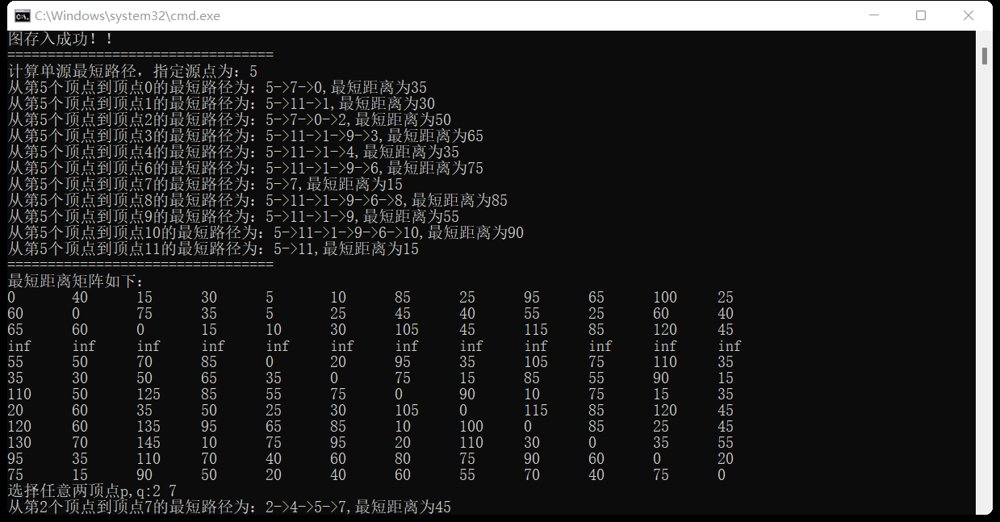 C:\Windows\system32\cmd.exe
图存入成功！！
=================================
计算单源最短路径，指定源点为：5
从第5个顶点到顶点0的最短路径为：5->7->0,最短距离为35
从第5个顶点到顶点1的最短路径为：5->11->1,最短距离为30
从第5个顶点到顶点2的最短路径为：5->7->0->2,最短距离为50
从第5个顶点到顶点3的最短路径为：5->11->1->9->3,最短距离为65
从第5个顶点到顶点4的最短路径为：5->11->1->4,最短距离为35
从第5个顶点到顶点6的最短路径为：5->11->1->9->6,最短距离为75
从第5个顶点到顶点7的最短路径为：5->7,最短距离为15
从第5个顶点到顶点8的最短路径为：5->11->1->9->6->8,最短距离为85
从第5个顶点到顶点9的最短路径为：5->11->1->9,最短距离为55
从第5个顶点到顶点10的最短路径为：5->11->1->9->6->10,最短距离为90
从第5个顶点到顶点11的最短路径为：5->11,最短距离为15
=================================
最短距离矩阵如下：
0 40 15 30 5 10 85 25 95 65 100 25
60 0 75 35 5 25 45 40 55 25 60 40
65 60 0 15 10 30 105 45 115 85 120 45
inf inf inf inf inf inf inf inf inf inf inf inf
55 50 70 85 0 20 95 35 105 75 110 35
35 30 50 65 35 0 75 15 85 55 90 15
110 50 125 85 55 75 0 90 10 75 15 35
20 60 35 50 25 30 105 0 115 85 120 45
120 60 135 95 65 85 10 100 0 85 25 45
130 70 145 10 75 95 20 110 30 0 35 55
95 35 110 70 40 60 80 75 90 60 0 20
75 15 90 50 20 40 60 55 70 40 75 0
选择任意两顶点p,q:2 7
从第2个顶点到顶点7的最短路径为：2->4->5->7,最短距离为45